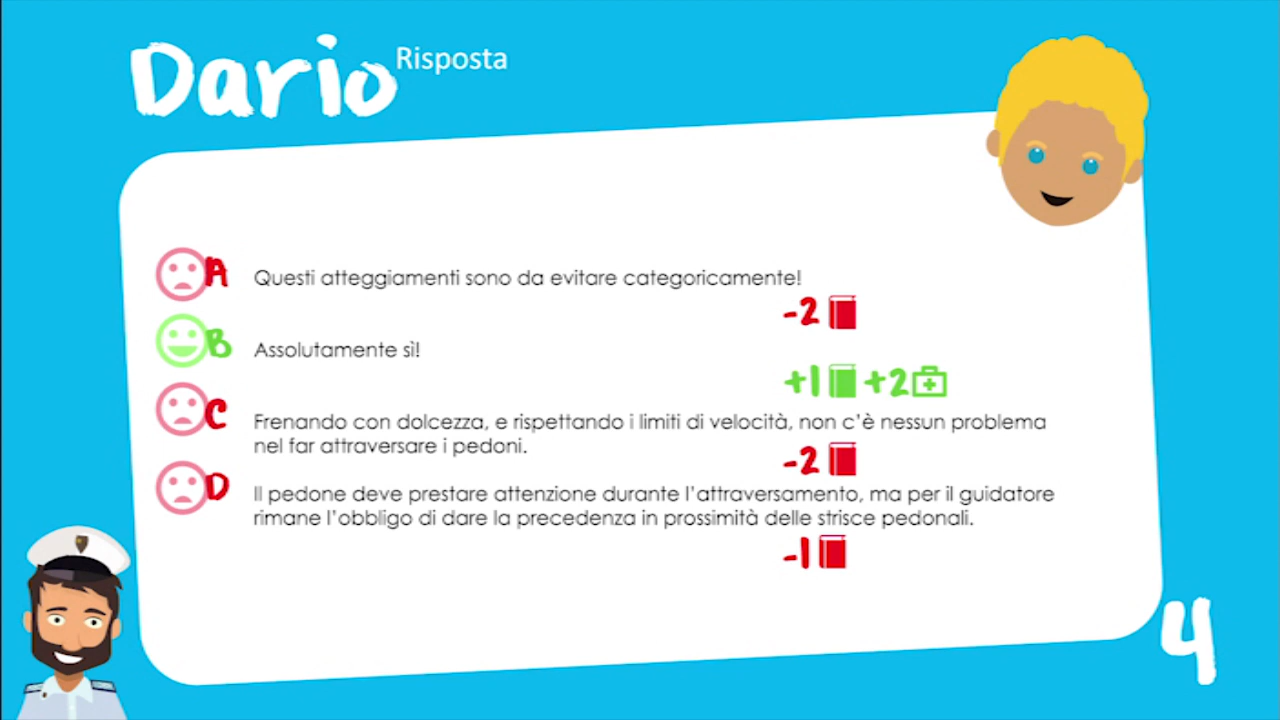 Dario Risposta
A Questi atteggiamenti sono da evitare categoricamente!
-2
B Assolutamente sì!
+1 +2
C Frenando con dolcezza, e rispettando i limiti di velocità, non c'è nessun problema
nel far attraversare i pedoni.
-2
D Il pedone deve prestare attenzione durante l'attraversamento, ma per il guidatore
rimane l'obbligo di dare la precedenza in prossimità delle strisce pedonali.
-1
4